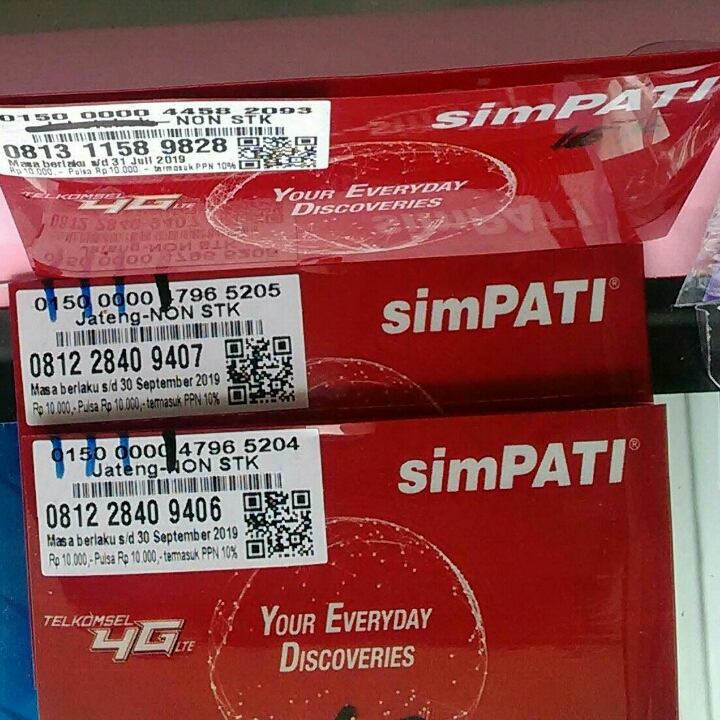 0150 0000 4458 2093
NON STK
0813 1158 9828
Masa berlaku s/d 31 Juli 2019
Rp 10.000,- Pulsa Rp 10.000,- termasuk PPN 10%
simPATI
TELKOMSEL
4G LTE
YOUR EVERYDAY
DISCOVERIES
0150 0000 4796 5205
Jateng-NON STK
0812 2840 9407
Masa berlaku s/d 30 September 2019
Rp 10.000,- Pulsa Rp 10.000,- termasuk PPN 10%
simPATI®
0150 0000 4796 5204
Jateng-NON STK
0812 2840 9406
Masa berlaku s/d 30 September 2019
Rp 10.000,- Pulsa Rp 10.000,- termasuk PPN 10%
simPATI®
TELKOMSEL
4G LTE
YOUR EVERYDAY
DISCOVERIES